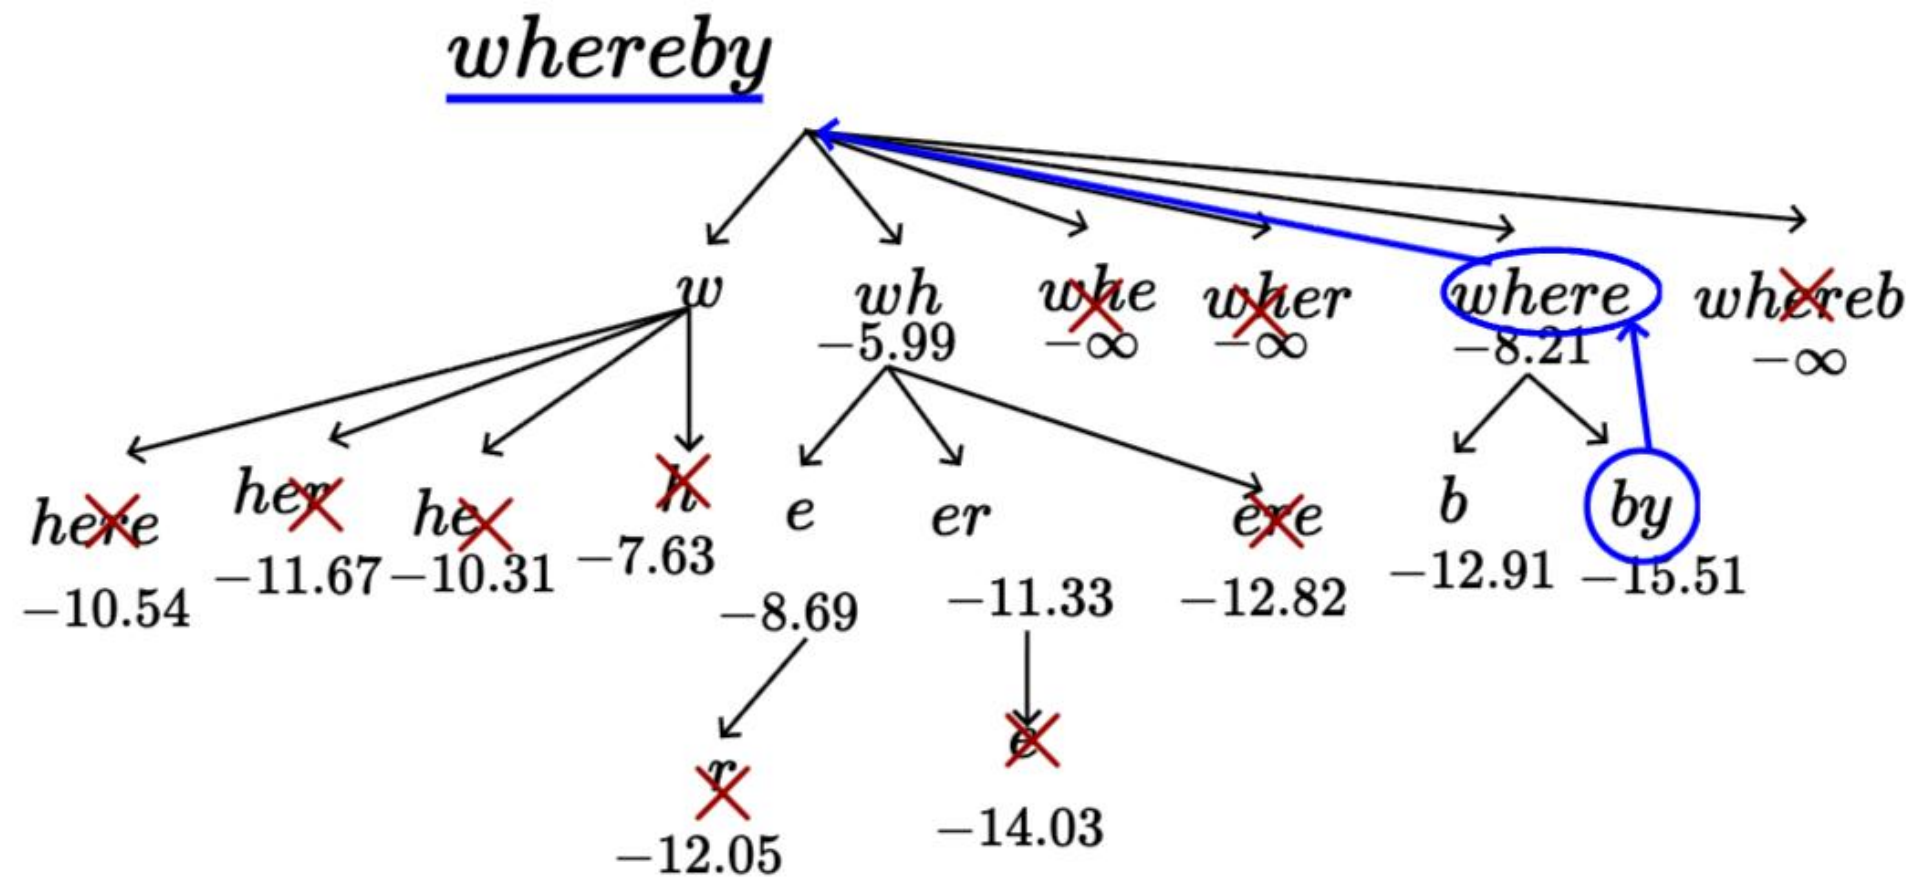 whereby
w
wh
whe
wher
where
whereb
−5.99
−∞
−∞
−8.21
−∞
here
her
he
h
e
er
ere
b
by
−10.54
−11.67
−10.31
−7.63
−8.69
−11.33
−12.82
−12.91
−15.51
r
e
−12.05
−14.03